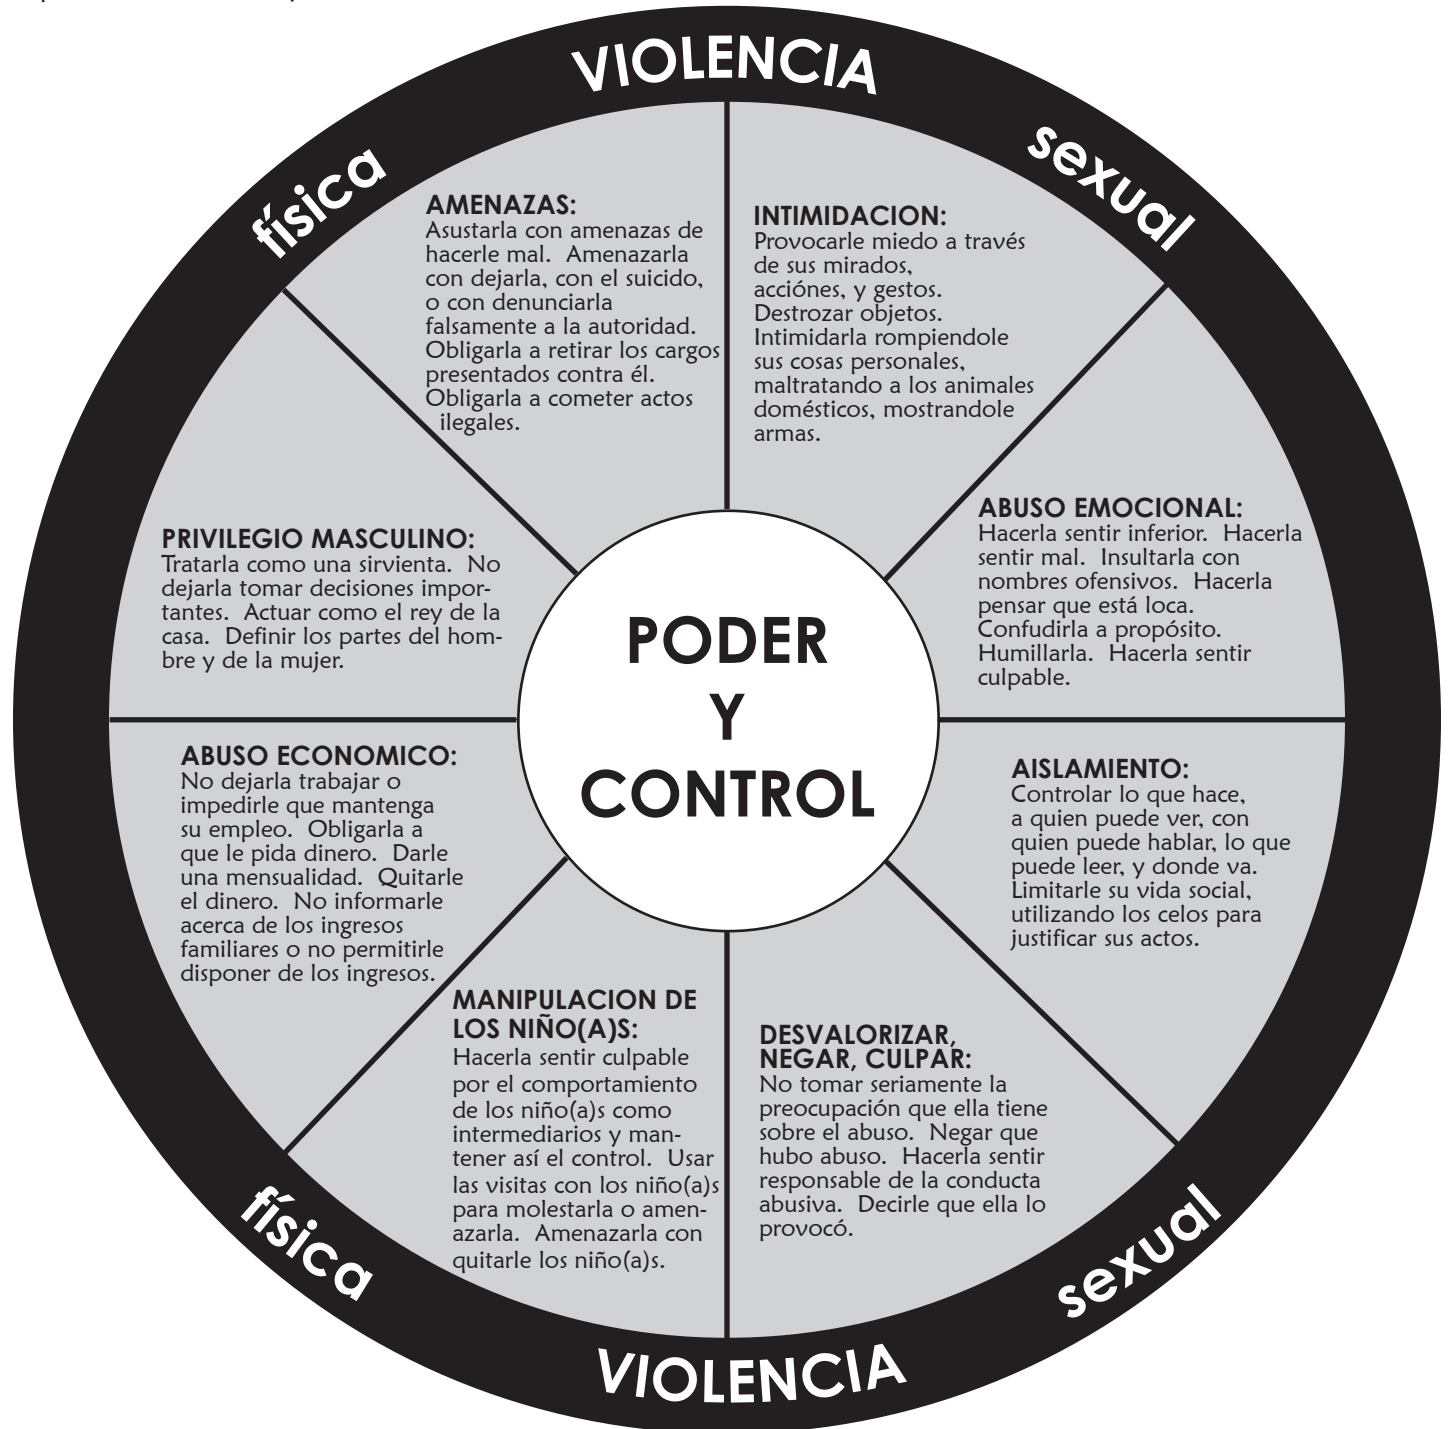 VIOLENCIA
física
sexual
AMENAZAS:
Asustarla con amenazas de
hacerle mal.  Amenazarla
con dejarla, con el suicido,
o con denunciarla
falsamente a la autoridad.
Obligarla a retirar los cargos
presentados contra él.
Obligarla a cometer actos
ilegales.
INTIMIDACION:
Provocarle miedo a través
de sus mirados,
acciónes, y gestos.
Destrozar objetos.
Intimidarla rompiendole
sus cosas personales,
maltratando a los animales
domésticos, mostrandole
armas.
ABUSO EMOCIONAL:
Hacerla sentir inferior.  Hacerla
sentir mal.  Insultarla con
nombres ofensivos.  Hacerla
pensar que está loca.
Confudirla a propósito.
Humillarla.  Hacerla sentir
culpable.
AISLAMIENTO:
Controlar lo que hace,
a quien puede ver, con
quien puede hablar, lo que
puede leer, y donde va.
Limitarle su vida social,
utilizando los celos para
justificar sus actos.
DESVALORIZAR,
NEGAR, CULPAR:
No tomar seriamente la
preocupación que ella tiene
sobre el abuso.  Negar que
hubo abuso.  Hacerla sentir
responsable de la conducta
abusiva.  Decirle que ella lo
provocó.
MANIPULACION DE
LOS NIÑO(A)S:
Hacerla sentir culpable
por el comportamiento
de los niño(a)s como
intermediarios y man-
tener así el control.  Usar
las visitas con los niño(a)s
para molestarla o amen-
azarla.  Amenazarla con
quitarle los niño(a)s.
ABUSO ECONOMICO:
No dejarla trabajar o
impedirle que mantenga
su empleo.  Obligarla a
que le pida dinero.  Darle
una mensualidad.  Quitarle
el dinero.  No informarle
acerca de los ingresos
familiares o no permitirle
disponer de los ingresos.
PRIVILEGIO MASCULINO:
Tratarla como una sirvienta.  No
dejarla tomar decisiones impor-
tantes.  Actuar como el rey de la
casa.  Definir los partes del hom-
bre y de la mujer.
PODER
Y
CONTROL
física
sexual
VIOLENCIA